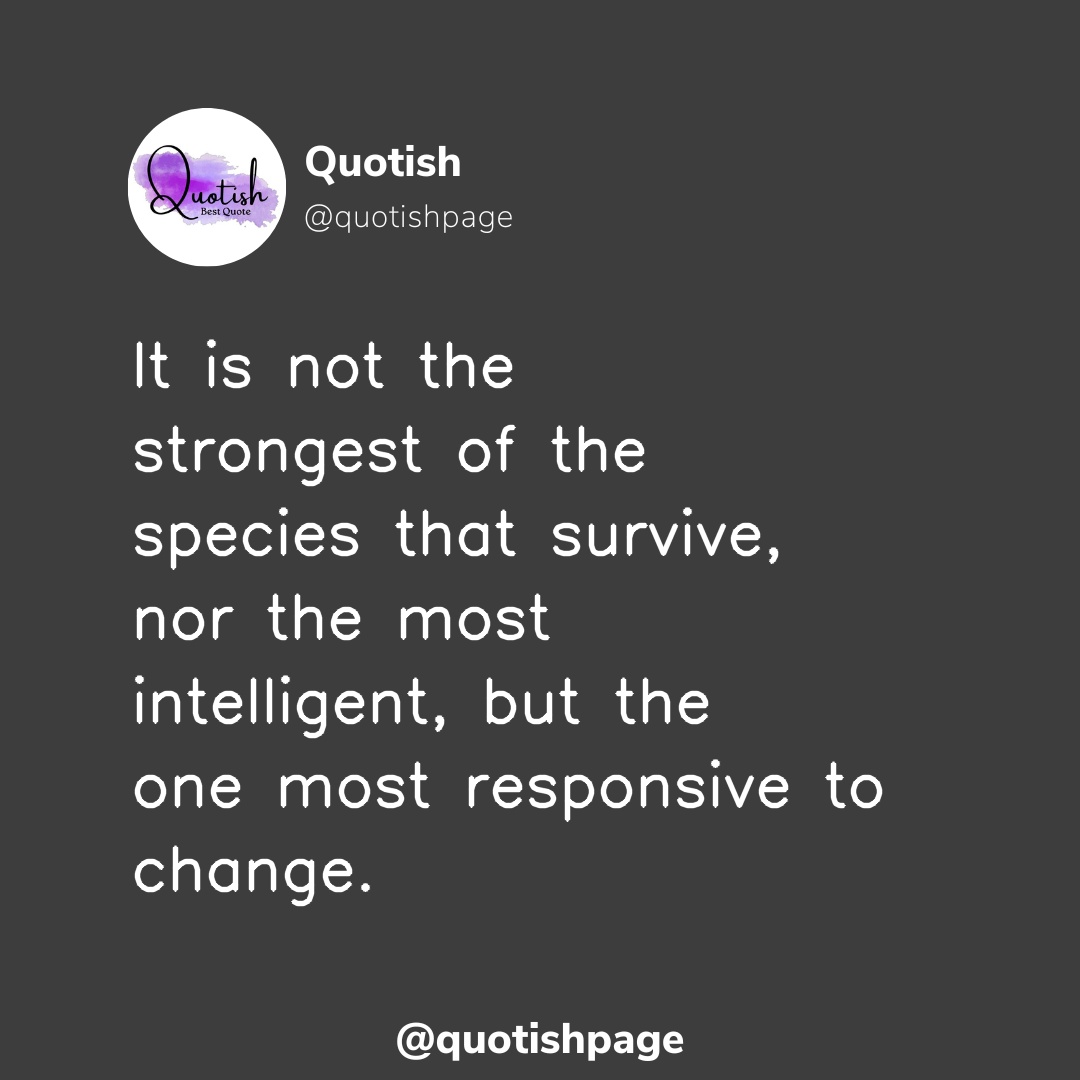 Quotish
Best Quote
Quotish
@quotishpage
It is not the
strongest of the
species that survive,
nor the most
intelligent, but the
one most responsive to
change.
@quotishpage